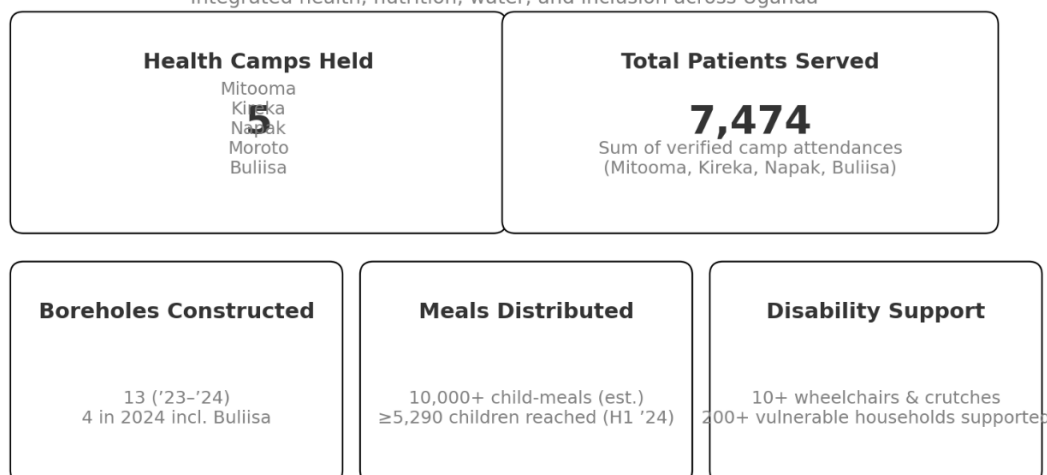 Integrated health, nutrition, water, and inclusion across Uganda
Health Camps Held
Mitooma
Kireka
5
Napak
Moroto
Buliisa
Total Patients Served
7,474
Sum of verified camp attendances
(Mitooma, Kireka, Napak, Buliisa)
Boreholes Constructed
13 (’23–’24)
4 in 2024 incl. Buliisa
Meals Distributed
10,000+ child-meals (est.)
≥5,290 children reached (H1 ’24)
Disability Support
10+ wheelchairs & crutches
200+ vulnerable households supported